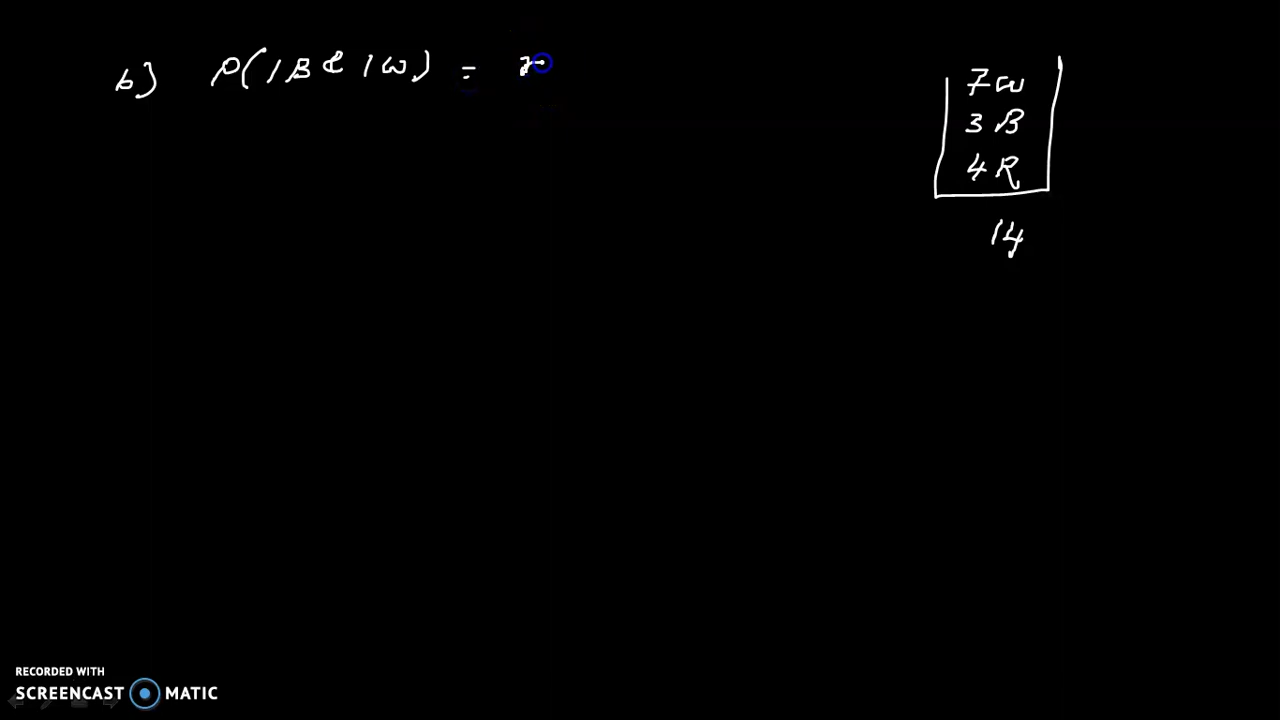 b) P(1B & 1W) =
7W
3B
4R
14
RECORDED WITH
SCREENCAST MATIC